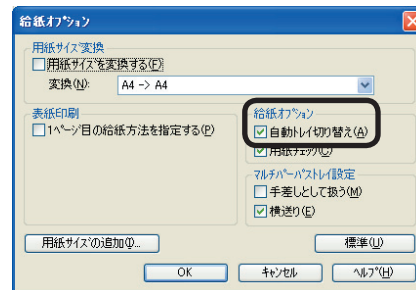 給紙オプション
用紙サイズ変換
用紙サイズを変換する(F)
変換(N): A4 -> A4
表紙印刷
1ページ目の給紙方法を指定する(P)
給紙オプション
自動トレイ切り替え(A)
用紙チェック(C)
マルチパーパストレイ設定
手差しとして扱う(M)
横送り(E)
用紙サイズの追加(I)...
標準(U)
OK
キャンセル
ヘルプ(H)